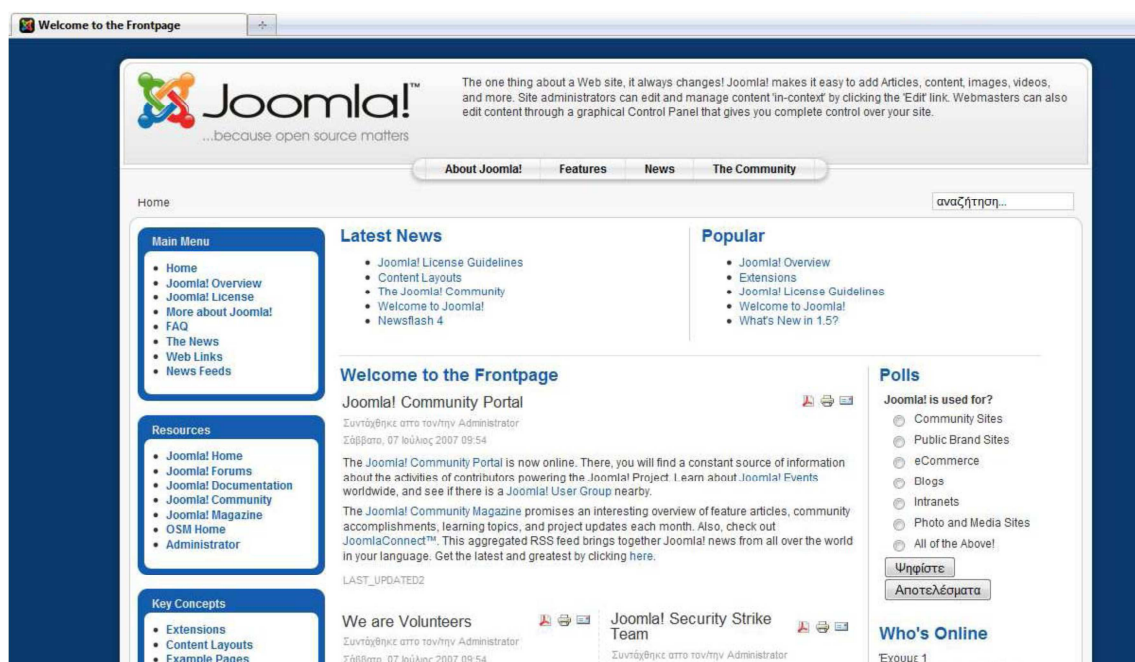 Welcome to the Frontpage
Joomla!™
...because open source matters
The one thing about a Web site, it always changes! Joomla! makes it easy to add Articles, content, images, videos,
and more. Site administrators can edit and manage content 'in-context' by clicking the 'Edit' link. Webmasters can also
edit content through a graphical Control Panel that gives you complete control over your site.
About Joomla! Features News The Community
Home
αναζήτηση...
Main Menu
Home
Joomla! Overview
Joomla! License
More about Joomla!
FAQ
The News
Web Links
News Feeds
Resources
Joomla! Home
Joomla! Forums
Joomla! Documentation
Joomla! Community
Joomla! Magazine
OSM Home
Administrator
Key Concepts
Extensions
Content Layouts
Example Pages
Latest News
Joomla! License Guidelines
Content Layouts
The Joomla! Community
Welcome to Joomla!
Newsflash 4
Popular
Joomla! Overview
Extensions
Joomla! License Guidelines
Welcome to Joomla!
What's New in 1.5?
Welcome to the Frontpage
Joomla! Community Portal
Συντάχθηκε απο τον/την Administrator
Σάββατο, 07 Ιούλιος 2007 09:54
The Joomla! Community Portal is now online. There, you will find a constant source of information
about the activities of contributors powering the Joomla! Project. Learn about Joomla! Events
worldwide, and see if there is a Joomla! User Group nearby.
The Joomla! Community Magazine promises an interesting overview of feature articles, community
accomplishments, learning topics, and project updates each month. Also, check out
JoomlaConnect™. This aggregated RSS feed brings together Joomla! news from all over the world
in your language. Get the latest and greatest by clicking here.
LAST_UPDATED2
We are Volunteers
Συντάχθηκε απο τον/την Administrator
Σάββατο, 07 Ιούλιος 2007 09:54
Joomla! Security Strike
Team
Συντάχθηκε απο τον/την Administrator
Polls
Joomla! is used for?
Community Sites
Public Brand Sites
eCommerce
Blogs
Intranets
Photo and Media Sites
All of the Above!
Ψηφίστε
Αποτελέσματα
Who's Online
Έχουμε 1